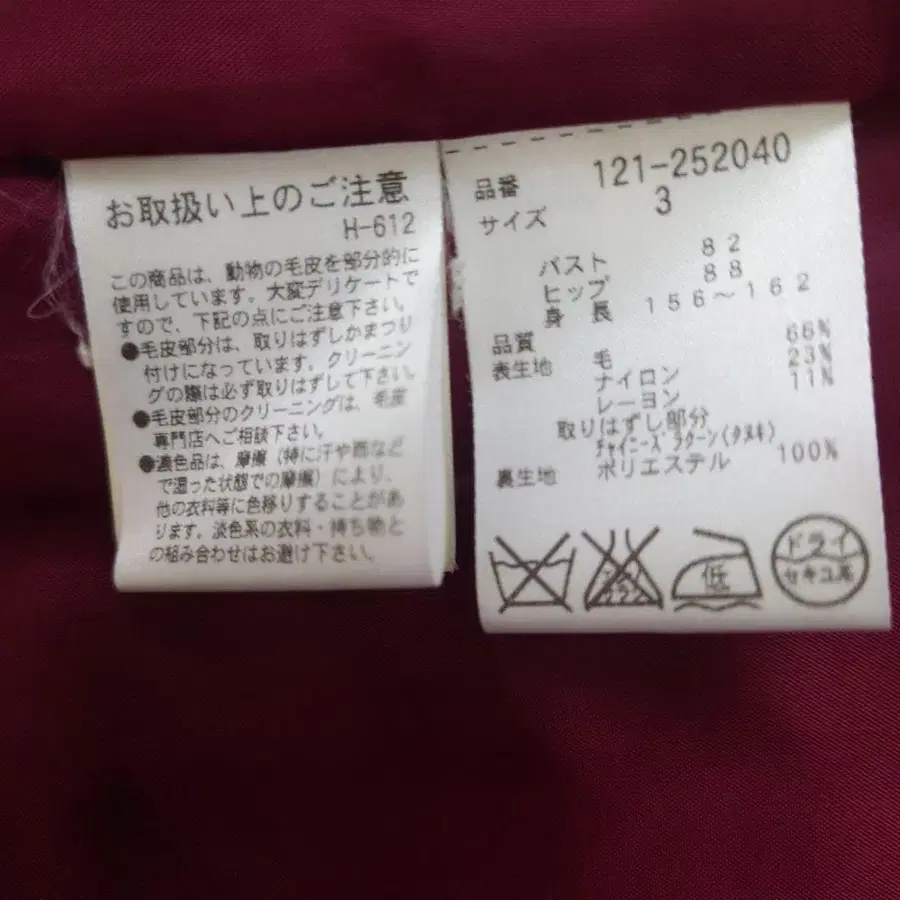 お取扱い上のご注意
H-612
この商品は、動物の毛皮を部分的に
使用しています。大変デリケートで
すので、下記の点にご注意下さい。
●毛皮部分は、取りはずしかまつり
付けになっています。クリーニン
グの際は必ず取りはずして下さい。
●毛皮部分のクリーニングは、毛皮
専門店へご相談下さい。
●濃色品は、摩擦（特に汗や雨など
で湿った状態での摩擦）により、
他の衣料等に色移りすることがあ
ります。淡色系の衣料・持ち物と
の組み合わせはお避け下さい。
品番 121-252040
サイズ 3
バスト 82
ヒップ 88
身長 156〜162
品質
表生地 毛 66%
ナイロン 23%
レーヨン 11%
取りはずし部分
ﾁｬｲﾆｰｽﾞﾗｸｰﾝ(ﾀﾇｷ)
裏生地 ポリエステル 100%
低
ドライ
セキユ系